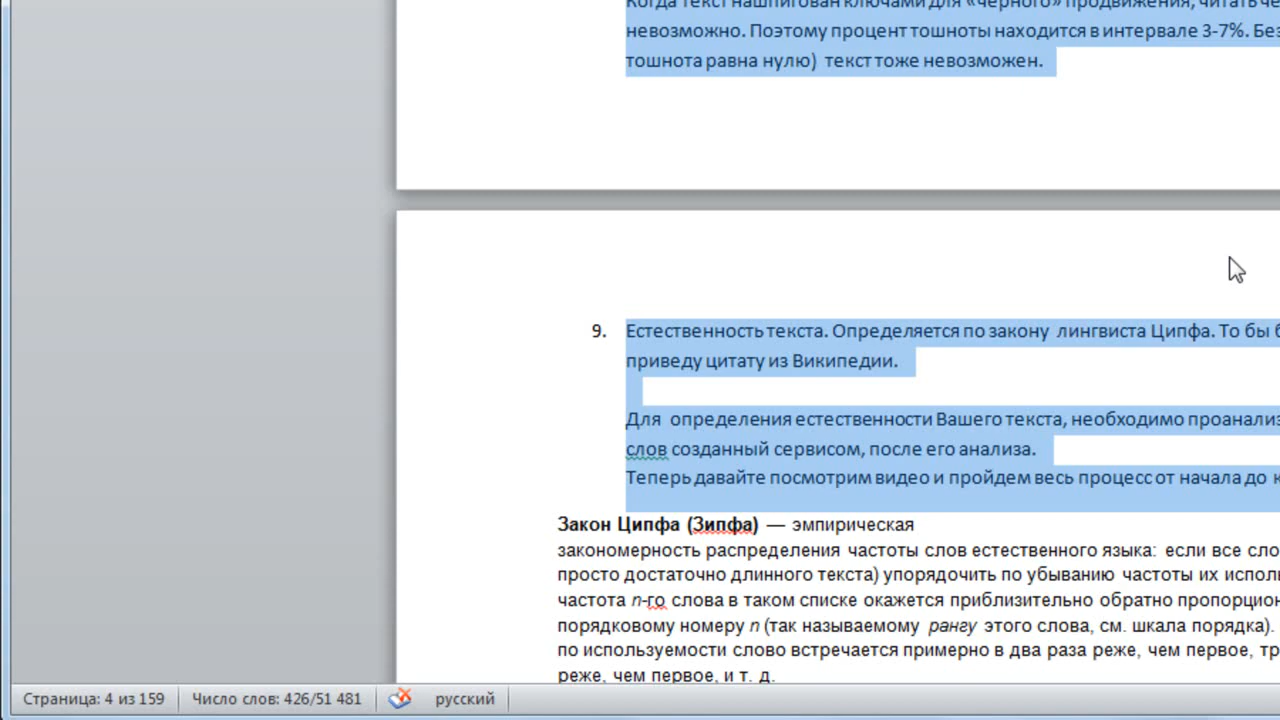 Когда текст нашпигован ключами для «черного» продвижения, читать
невозможно. Поэтому процент тошноты находится в интервале 3-7%. Без
тошнота равна нулю) текст тоже невозможен.
9. Естественность текста. Определяется по закону лингвиста Ципфа. То бы
приведу цитату из Википедии.
Для определения естественности Вашего текста, необходимо
слов созданный сервисом, после его анализа.
Теперь давайте посмотрим видео и пройдем весь процесс от начала до
Закон Ципфа (Зипфа) — эмпирическая
закономерность распределения частоты слов естественного языка: если все
просто достаточно длинного текста) упорядочить по убыванию частоты их
частота n-го слова в таком списке окажется приблизительно обратно
порядковому номеру n (так называемому рангу этого слова, см. шкала порядка).
по используемости слово встречается примерно в два раза реже, чем первое,
реже, чем первое, и т. д.
Страница: 4 из 159 Число слов: 426/51 481 русский